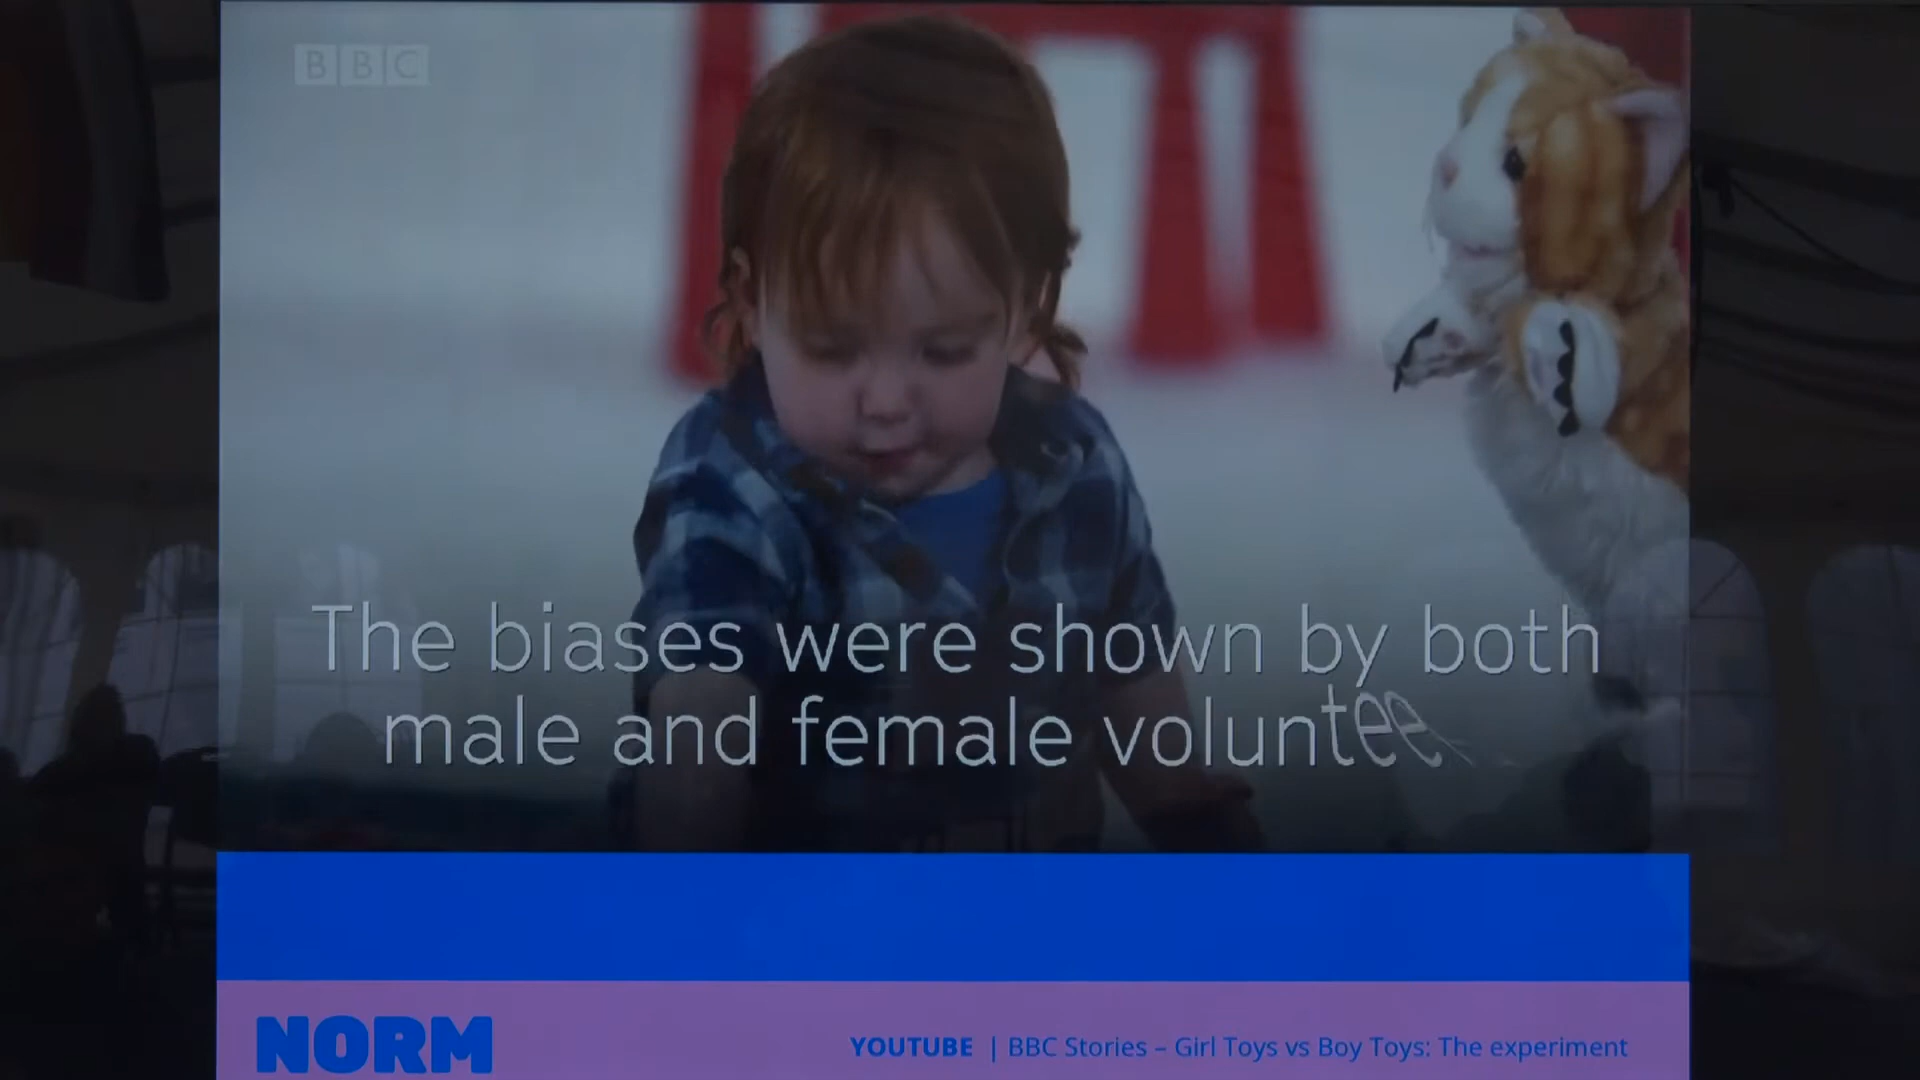 BBC
The biases were shown by both
male and female voluntee
NORM
YOUTUBE | BBC Stories – Girl Toys vs Boy Toys: The experiment